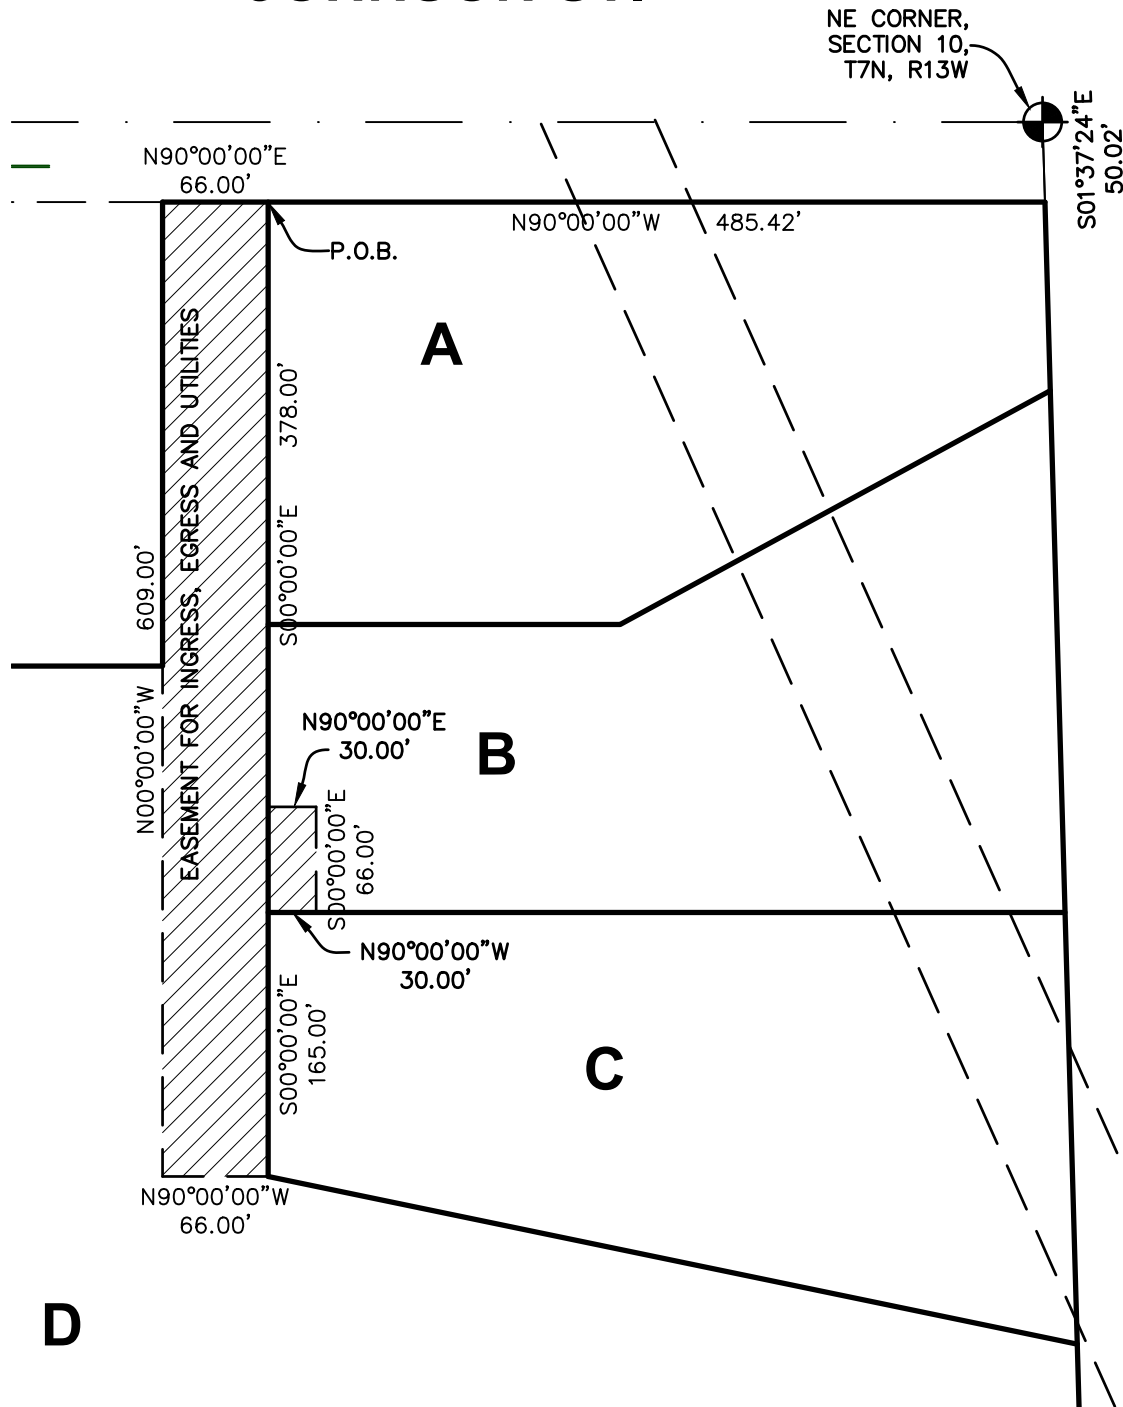 NE CORNER,
SECTION 10,
T7N, R13W
S01°37'24"E
50.02'
N90°00'00"E
66.00'
N90°00'00"W 485.42'
P.O.B.
A
378.00'
S00°00'00"E
EASEMENT FOR INGRESS, EGRESS AND UTILITIES
609.00'
N00°00'00"W
N90°00'00"E
30.00'
B
S00°00'00"E
66.00'
N90°00'00"W
30.00'
S00°00'00"E
165.00'
C
N90°00'00"W
66.00'
D